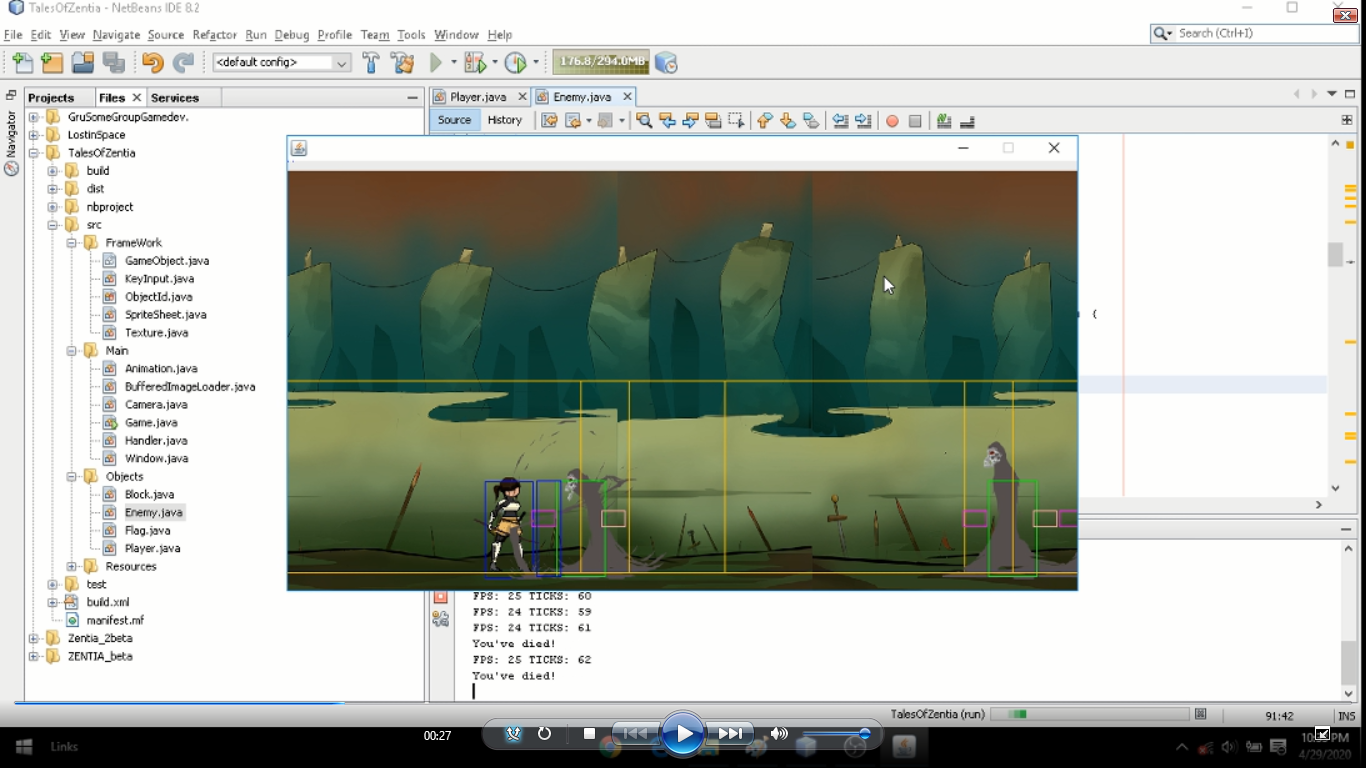 TalesOfZentia - NetBeans IDE 8.2
File Edit View Navigate Source Refactor Run Debug Profile Team Tools Window Help
Search (Ctrl+I)
<default config>
176.8/294.0MB
Projects Files Services
Player.java Enemy.java
Source History
Navigator
GruSomeGroupGamedev.
LostinSpace
TalesOfZentia
build
dist
nbproject
src
FrameWork
GameObject.java
KeyInput.java
ObjectId.java
SpriteSheet.java
Texture.java
Main
Animation.java
BufferedImageLoader.java
Camera.java
Game.java
Handler.java
Window.java
Objects
Block.java
Enemy.java
Flag.java
Player.java
Resources
test
build.xml
manifest.mf
Zentia_2beta
ZENTIA_beta
(
FPS: 25 TICKS: 60
FPS: 24 TICKS: 59
FPS: 24 TICKS: 61
You've died!
FPS: 25 TICKS: 62
You've died!
TalesOfZentia (run)
91:42 INS
00:27
Links
PM
4/29/2020